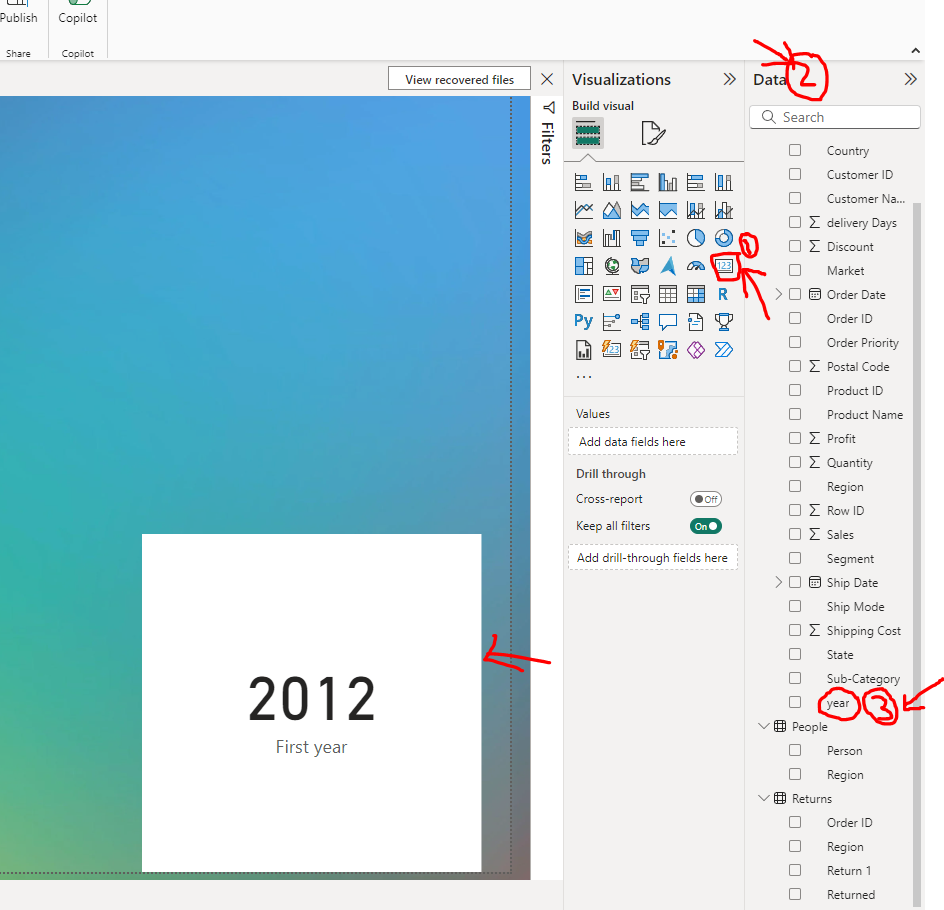 Publish
Copilot
Share
Copilot
View recovered files
Filters
Visualizations
Build visual
123
R
Py
123
...
Values
Add data fields here
Drill through
Cross-report
Off
Keep all filters
On
Add drill-through fields here
Data
Search
Country
Customer ID
Customer Na...
Σ delivery Days
Σ Discount
Market
Order Date
Order ID
Order Priority
Σ Postal Code
Product ID
Product Name
Σ Profit
Σ Quantity
Region
Σ Row ID
Σ Sales
Segment
Ship Date
Ship Mode
Σ Shipping Cost
State
Sub-Category
year
People
Person
Region
Returns
Order ID
Region
Return 1
Returned
2012
First year
1
2
3